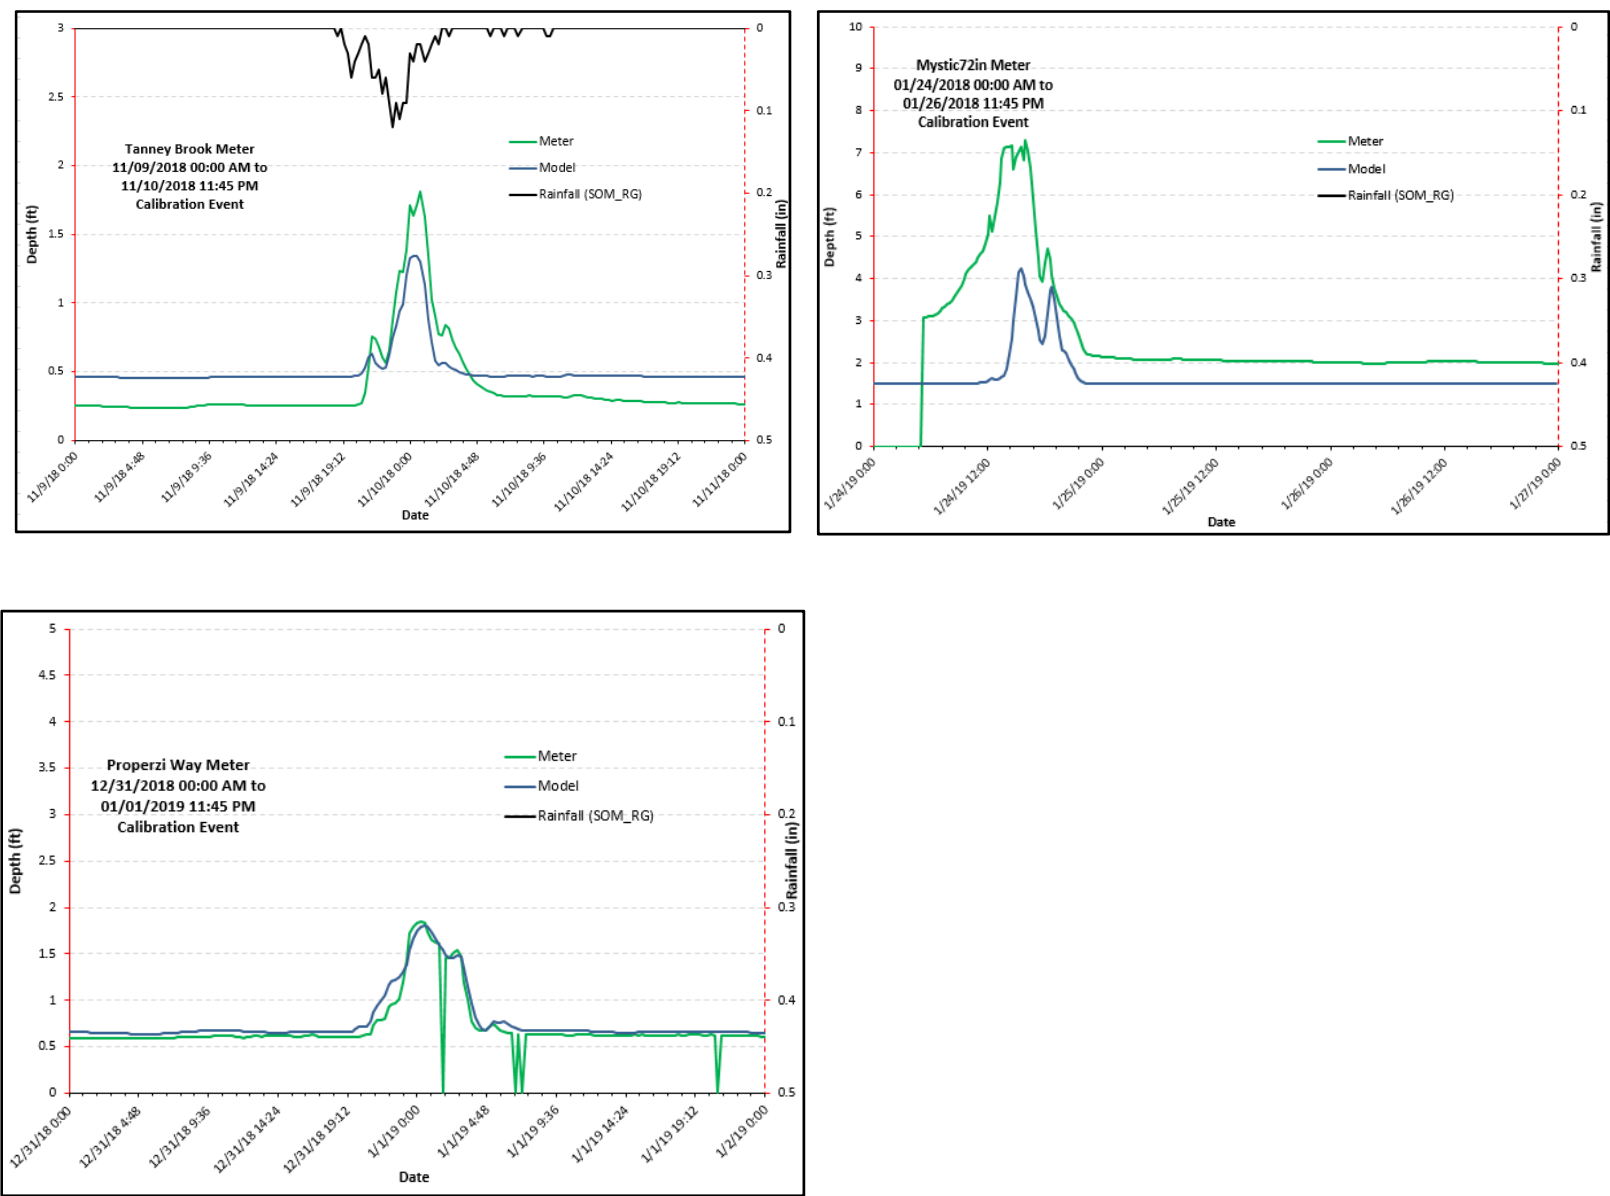 Tanney Brook Meter
11/09/2018 00:00 AM to
11/10/2018 11:45 PM
Calibration Event
Meter
Model
Rainfall (SOM_RG)
Depth (ft)
3
2.5
2
1.5
1
0.5
0
Rainfall (in)
0
0.1
0.2
0.3
0.4
0.5
11/9/18 0:00
11/9/18 4:48
11/9/18 9:36
11/9/18 14:24
11/9/18 19:12
11/10/18 0:00
11/10/18 4:48
11/10/18 9:36
11/10/18 14:24
11/10/18 19:12
11/11/18 0:00
Date
Mystic72in Meter
01/24/2018 00:00 AM to
01/26/2018 11:45 PM
Calibration Event
Meter
Model
Rainfall (SOM_RG)
Depth (ft)
10
9
8
7
6
5
4
3
2
1
0
Rainfall (in)
0
0.1
0.2
0.3
0.4
0.5
1/24/19 0:00
1/24/19 12:00
1/25/19 0:00
1/25/19 12:00
1/26/19 0:00
1/26/19 12:00
1/27/19 0:00
Date
Properzi Way Meter
12/31/2018 00:00 AM to
01/01/2019 11:45 PM
Calibration Event
Meter
Model
Rainfall (SOM_RG)
Depth (ft)
5
4.5
4
3.5
3
2.5
2
1.5
1
0.5
0
Rainfall (in)
0
0.1
0.2
0.3
0.4
0.5
12/31/18 0:00
12/31/18 4:48
12/31/18 9:36
12/31/18 14:24
12/31/18 19:12
1/1/19 0:00
1/1/19 4:48
1/1/19 9:36
1/1/19 14:24
1/1/19 19:12
1/2/19 0:00
Date